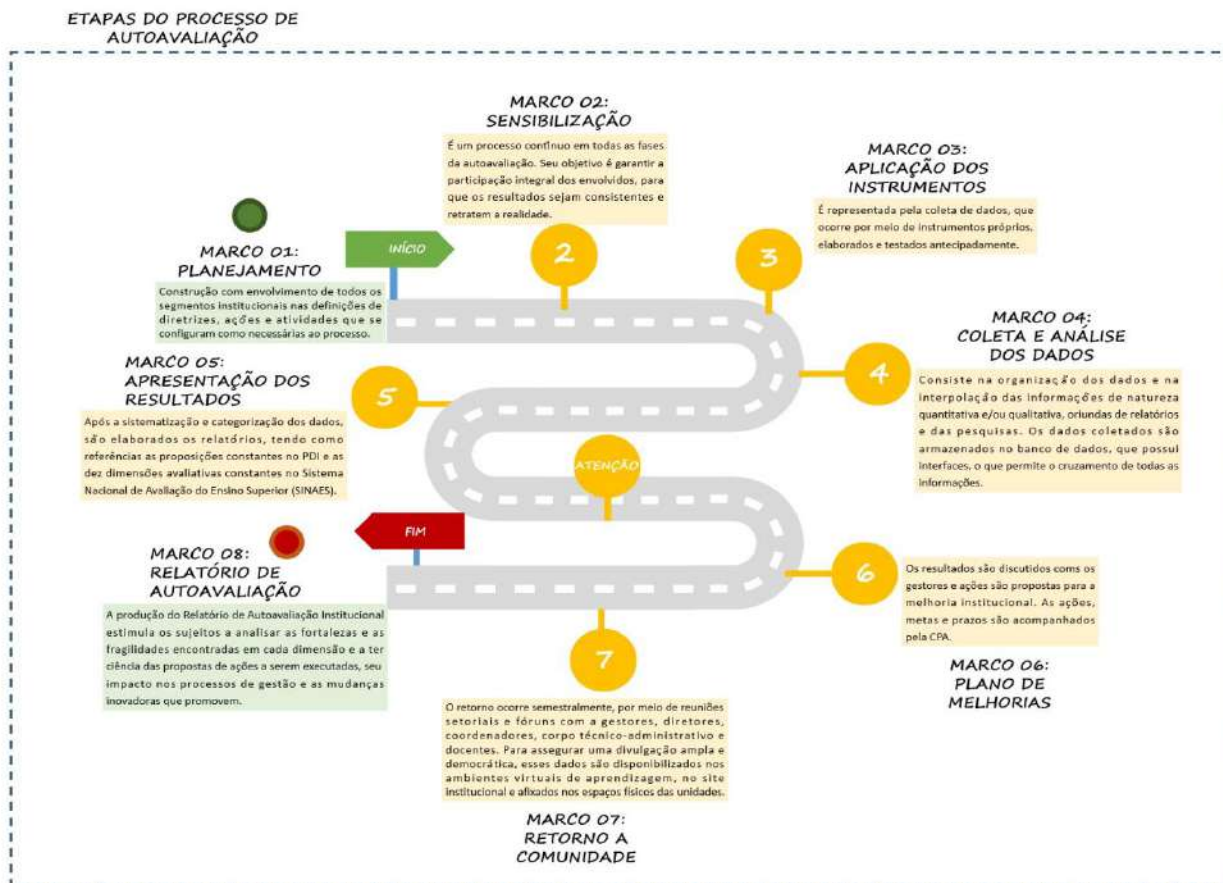 ETAPAS DO PROCESSO DE
AUTOAVALIAÇÃO
MARCO 01:
PLANEJAMENTO
Construção com envolvimento de todos os
segmentos institucionais nas definições de
diretrizes, ações e atividades que se
configuram como necessárias ao processo.
INÍCIO
MARCO 02:
SENSIBILIZAÇÃO
É um processo contínuo em todas as fases
da autoavaliação. Seu objetivo é garantir a
participação integral dos envolvidos, para
que os resultados sejam consistentes e
retratem a realidade.
2
MARCO 03:
APLICAÇÃO DOS
INSTRUMENTOS
É representada pela coleta de dados, que
ocorre por meio de instrumentos próprios,
elaborados e testados antecipadamente.
3
MARCO 04:
COLETA E ANÁLISE
DOS DADOS
Consiste na organização dos dados e na
interpolação das informações de natureza
quantitativa e/ou qualitativa, oriundas de relatórios
e das pesquisas. Os dados coletados são
armazenados no banco de dados, que possui
interfaces, o que permite o cruzamento de todas as
informações.
4
MARCO 05:
APRESENTAÇÃO DOS
RESULTADOS
Após a sistematização e categorização dos dados,
são elaborados os relatórios, tendo como
referências as proposições constantes no PDI e as
dez dimensões avaliativas constantes no Sistema
Nacional de Avaliação do Ensino Superior (SINAES).
5
ATENÇÃO
6
Os resultados são discutidos coms os
gestores e ações são propostas para a
melhoria institucional. As ações,
metas e prazos são acompanhados
pela CPA.
MARCO 06:
PLANO DE
MELHORIAS
7
O retorno ocorre semestralmente, por meio de reuniões
setoriais e fóruns com a gestores, diretores,
coordenadores, corpo técnico-administrativo e
docentes. Para assegurar uma divulgação ampla e
democrática, esses dados são disponibilizados nos
ambientes virtuais de aprendizagem, no site
institucional e afixados nos espaços físicos das unidades.
MARCO 07:
RETORNO A
COMUNIDADE
FIM
MARCO 08:
RELATÓRIO DE
AUTOAVALIAÇÃO
A produção do Relatório de Autoavaliação Institucional
estimula os sujeitos a analisar as fortalezas e as
fragilidades encontradas em cada dimensão e a ter
ciência das propostas de ações a serem executadas, seu
impacto nos processos de gestão e as mudanças
inovadoras que promovem.